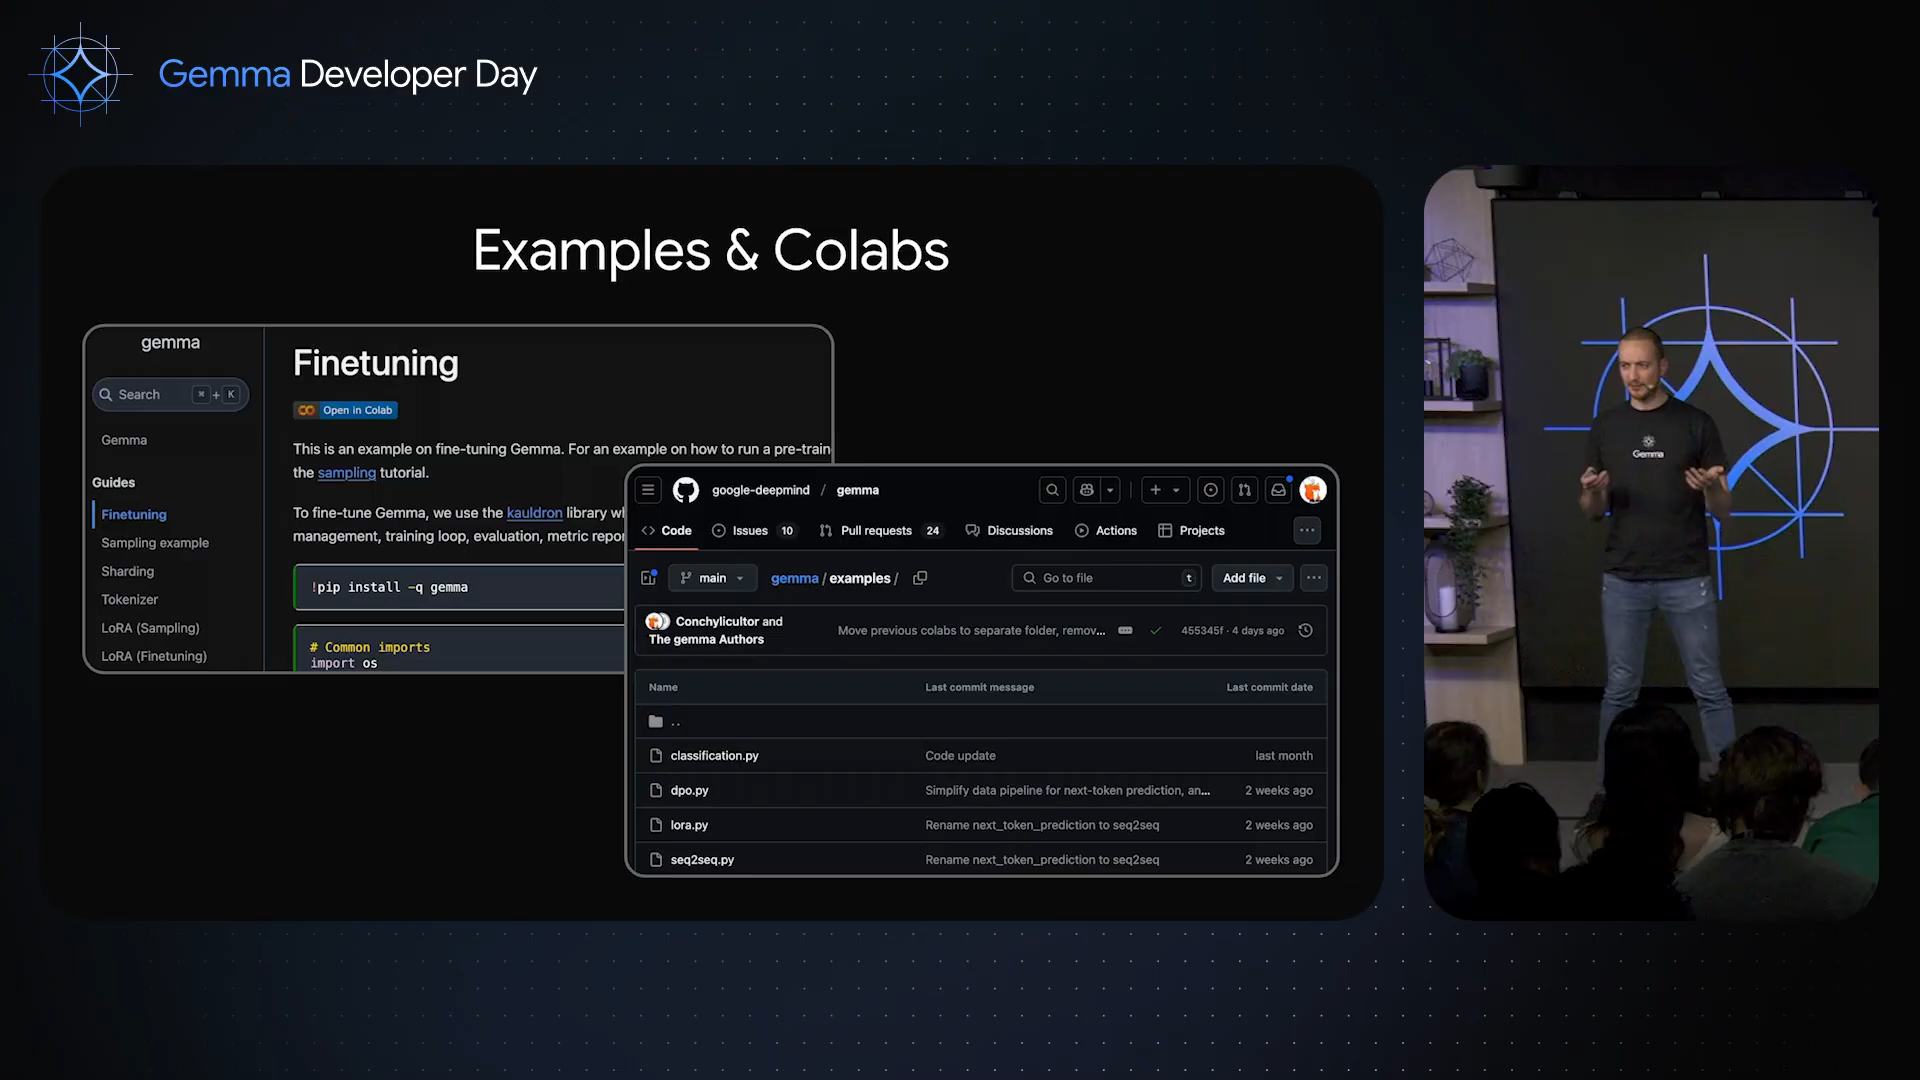 Gemma Developer Day
Examples & Colabs
gemma
Search ⌘ + K
Gemma
Guides
Finetuning
Sampling example
Sharding
Tokenizer
LoRA (Sampling)
LoRA (Finetuning)
Finetuning
Open in Colab
This is an example on fine-tuning Gemma. For an example on how to run a pre-train
the sampling tutorial.
To fine-tune Gemma, we use the kauldron library wh
management, training loop, evaluation, metric repor
!pip install -q gemma
# Common imports
import os
google-deepmind / gemma
Code Issues 10 Pull requests 24 Discussions Actions Projects
main gemma / examples / Go to file t Add file
Conchylicultor and
The gemma Authors
Move previous colabs to separate folder, remov... 455345f · 4 days ago
Name Last commit message Last commit date
..
classification.py Code update last month
dpo.py Simplify data pipeline for next-token prediction, an... 2 weeks ago
lora.py Rename next_token_prediction to seq2seq 2 weeks ago
seq2seq.py Rename next_token_prediction to seq2seq 2 weeks ago
Gemma